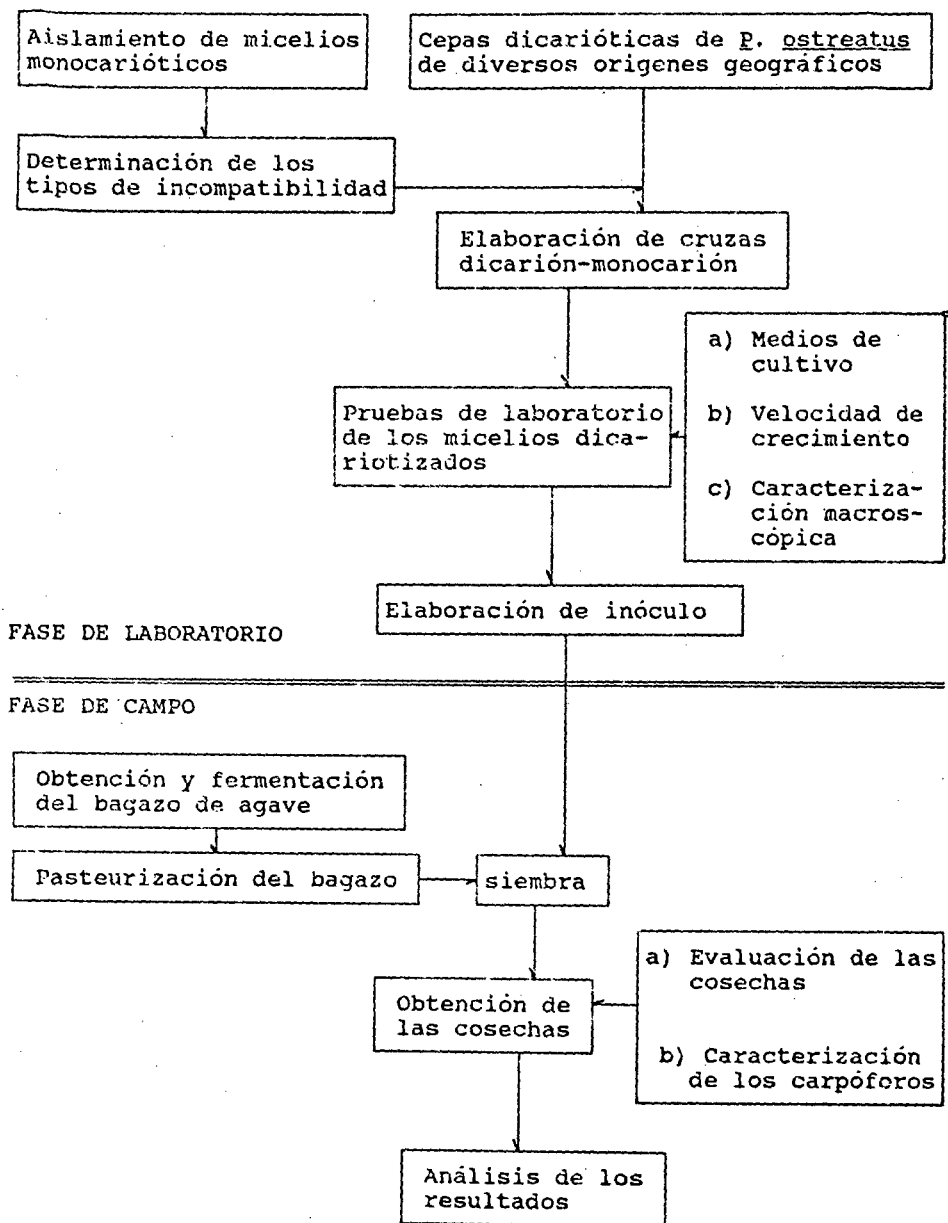 Aislamiento de micelios
monocarióticos
Cepas dicarióticas de P. ostreatus
de diversos origenes geográficos
Determinación de los
tipos de incompatibilidad
Elaboración de cruzas
dicarión-monocarión
a) Medios de
cultivo
b) Velocidad de
crecimiento
c) Caracteriza-
ción macros-
cópica
Pruebas de laboratorio
de los micelios dica-
riotizados
Elaboración de inóculo
FASE DE LABORATORIO
FASE DE CAMPO
Obtención y fermentación
del bagazo de agave
Pasteurización del bagazo
siembra
a) Evaluación de las
cosechas
b) Caracterización
de los carpóforos
Obtención de
las cosechas
Análisis de los
resultados